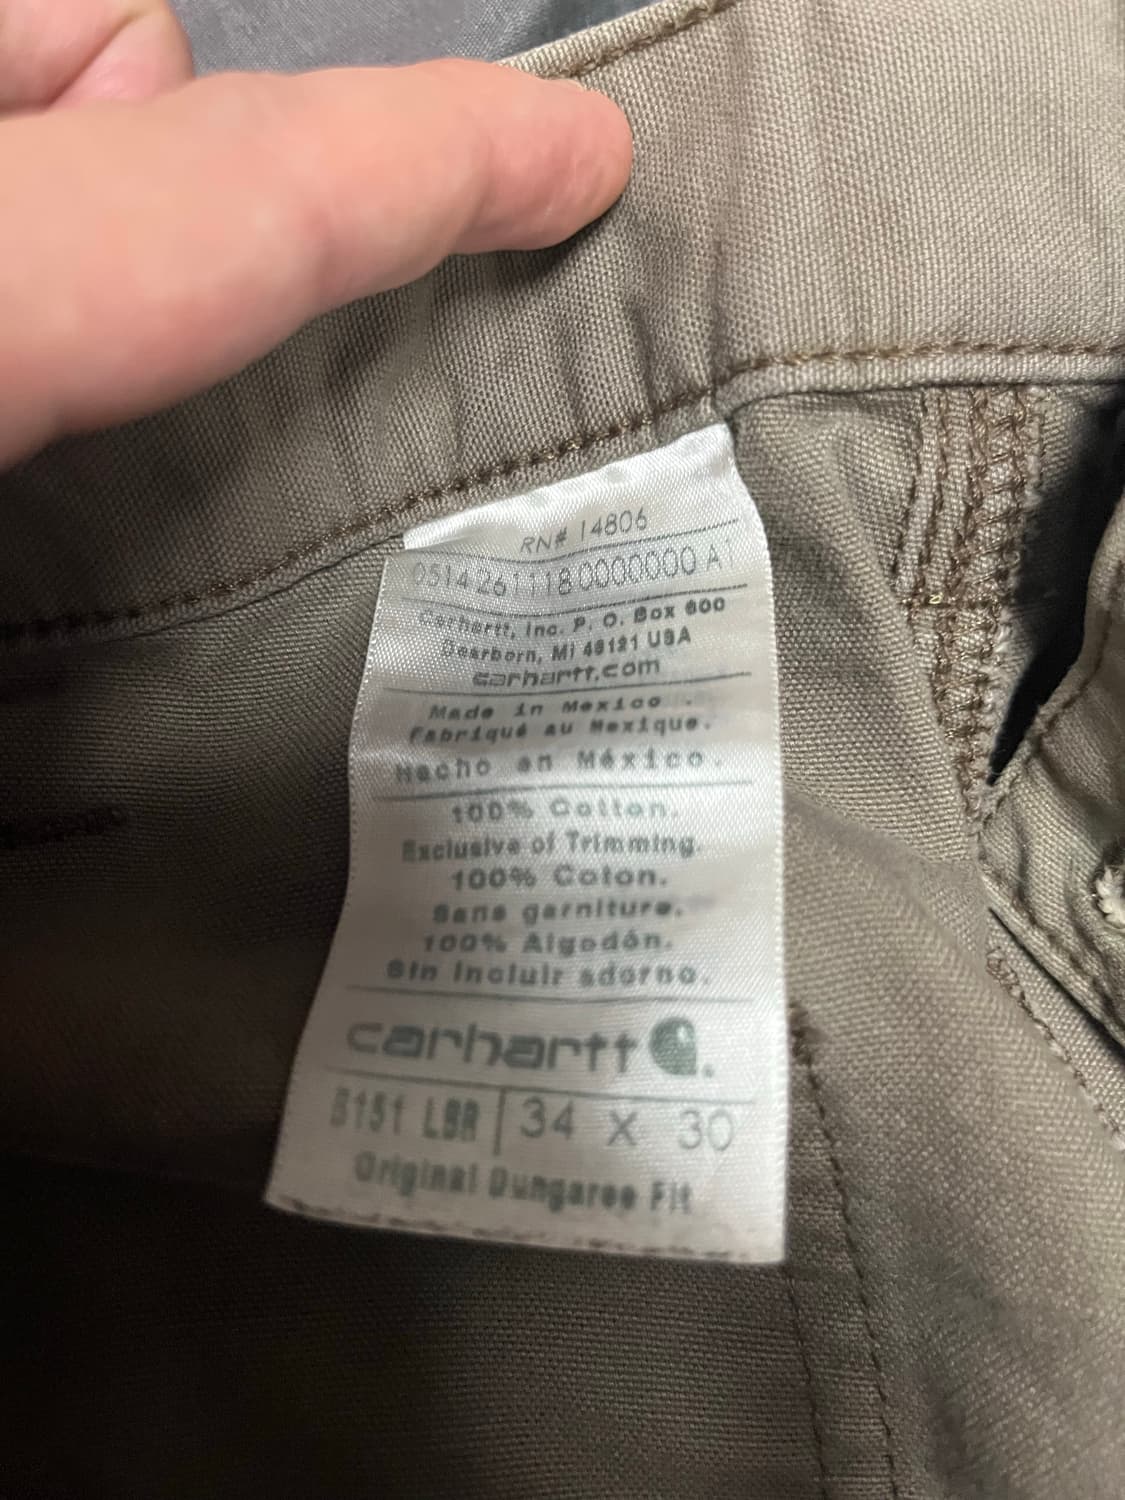 RN# 14806
0514 261118 0000000 A1
Carhartt, Inc. P. O. Box 600
Dearborn, MI 48121 USA
carhartt.com
Made in Mexico.
Fabriqué au Mexique.
Hecho en México.
100% Cotton.
Exclusive of Trimming.
100% Coton.
Sans garniture.
100% Algodón.
Sin incluir adorno.
carhartt
B151 LBR | 34 X 30
Original Dungaree Fit